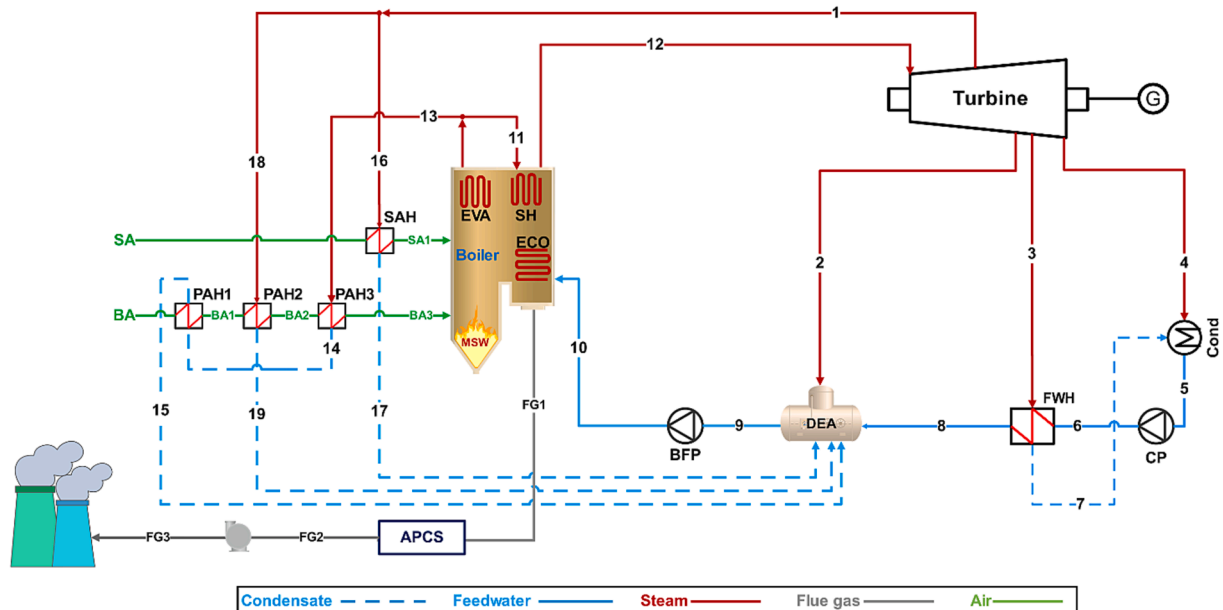 1
12
Turbine
G
13
11
18
16
SAH
EVA
SH
SA
SA1
ECO
Boiler
2
3
4
PAH1
PAH2
PAH3
BA
BA1
BA2
BA3
MSW
14
10
Cond
5
15
19
17
FG1
DEA
FWH
9
8
6
BFP
CP
7
FG3
FG2
APCS
Condensate
Feedwater
Steam
Flue gas
Air